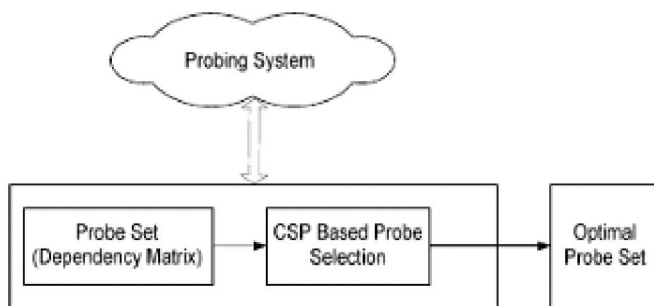 Probing System
Probe Set
(Dependency Matrix)
CSP Based Probe
Selection
Optimal
Probe Set